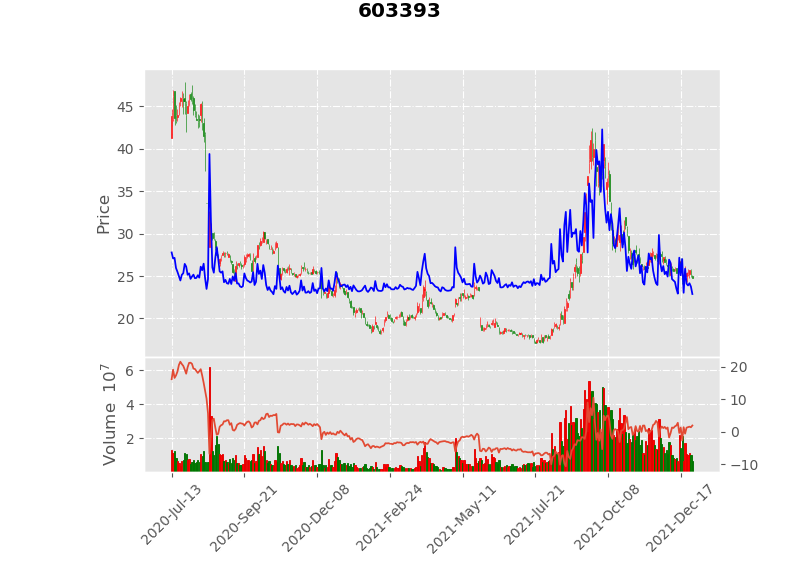 603393
Price
45
40
35
30
25
20
Volume 10^7
6
4
2
20
10
0
−10
2020-Jul-13
2020-Sep-21
2020-Dec-08
2021-Feb-24
2021-May-11
2021-Jul-21
2021-Oct-08
2021-Dec-17